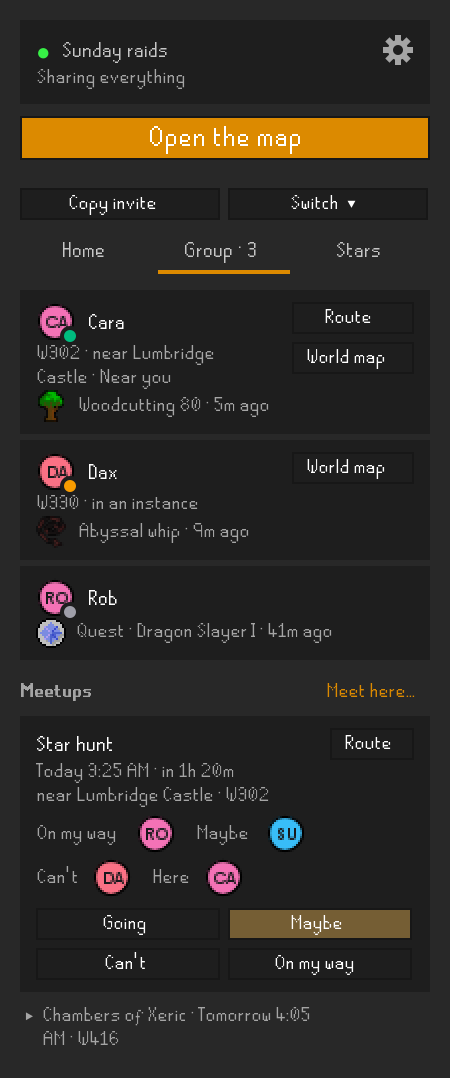 Sunday raids
Sharing everything
Open the map
Copy invite
Switch ▾
Home
Group · 3
Stars
CA
Cara
Route
W302 · near Lumbridge
Castle · Near you
World map
Woodcutting 80 · 5m ago
DA
Dax
World map
W330 · in an instance
Abyssal whip · 9m ago
RO
Rob
Quest · Dragon Slayer I · 41m ago
Meetups
Meet here...
Star hunt
Route
Today 3:25 AM · in 1h 20m
near Lumbridge Castle · W302
On my way RO Maybe SU
Can't DA Here CA
Going
Maybe
Can't
On my way
▸ Chambers of Xeric · Tomorrow 4:05
AM · W416